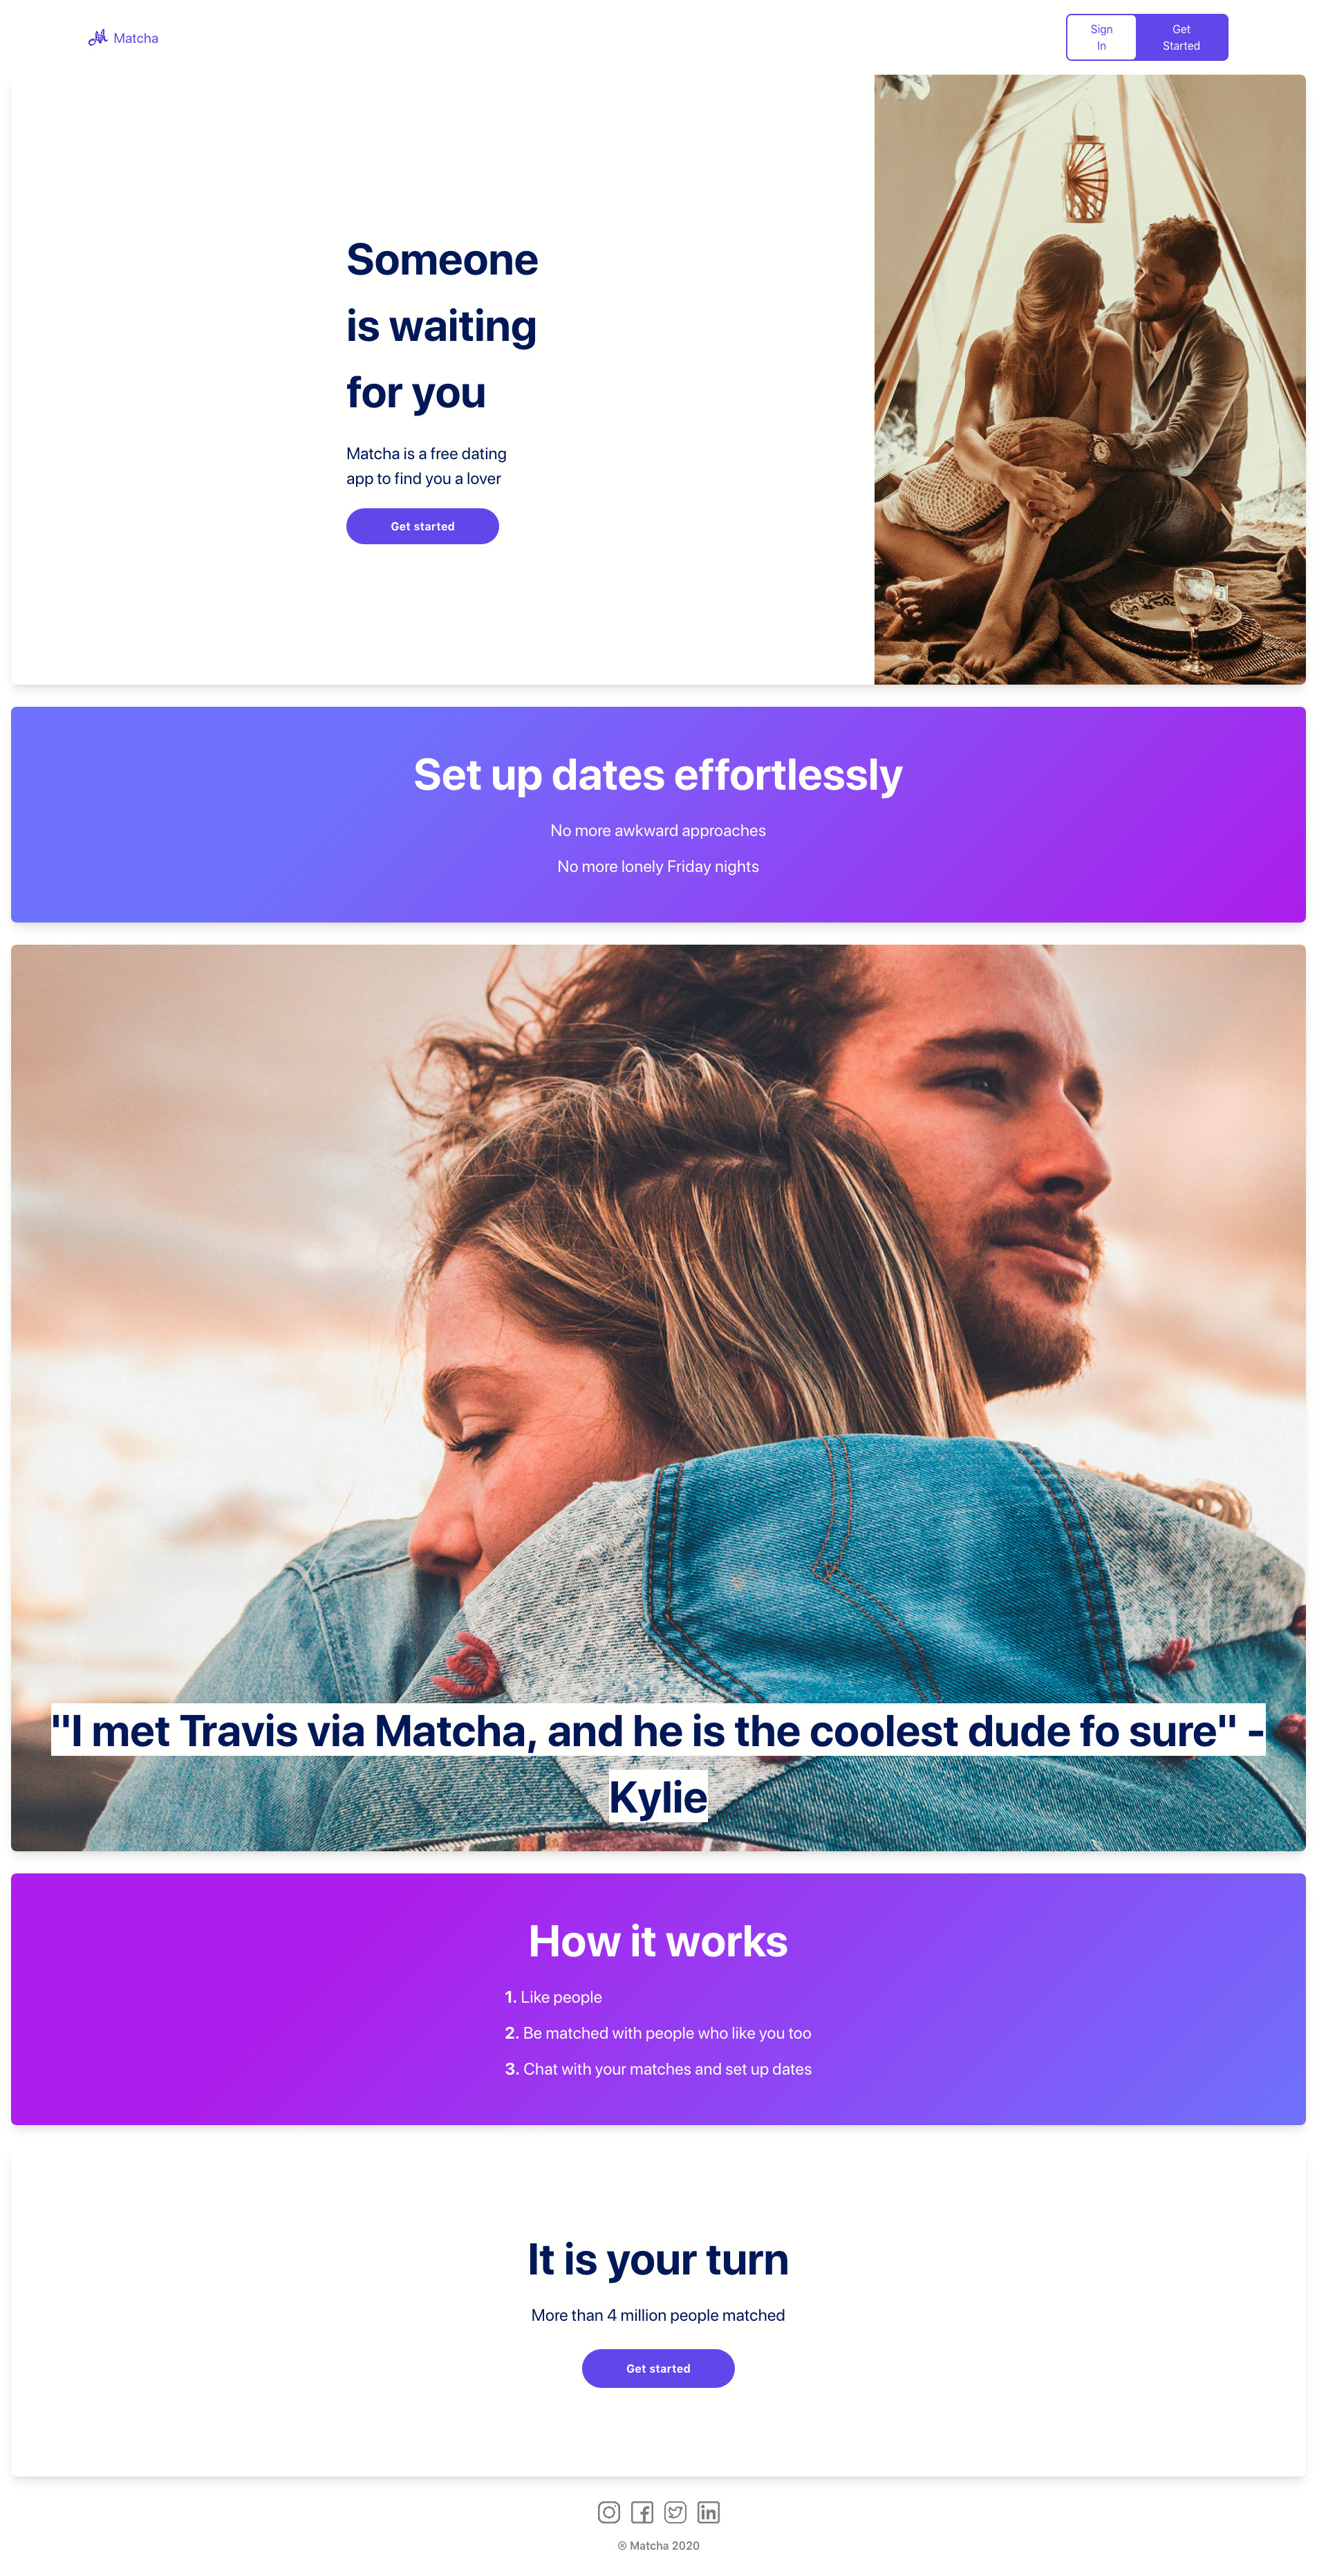 Matcha
Sign
In
Get
Started
Someone
is waiting
for you
Matcha is a free dating
app to find you a lover
Get started
Set up dates effortlessly
No more awkward approaches
No more lonely Friday nights
"I met Travis via Matcha, and he is the coolest dude fo sure" -
Kylie
How it works
1. Like people
2. Be matched with people who like you too
3. Chat with your matches and set up dates
It is your turn
More than 4 million people matched
Get started
® Matcha 2020